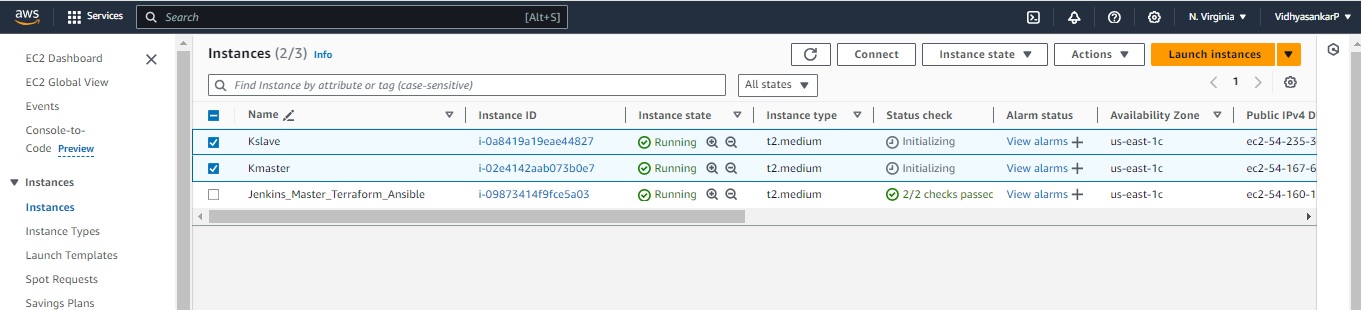 aws Services Search [Alt+S] N. Virginia VidhyasankarP
EC2 Dashboard
EC2 Global View
Events
Console-to-
Code Preview
Instances
Instances
Instance Types
Launch Templates
Spot Requests
Savings Plans
Instances (2/3) Info Connect Instance state Actions Launch instances
Find Instance by attribute or tag (case-sensitive) All states 1
Name Instance ID Instance state Instance type Status check Alarm status Availability Zone Public IPv4 D
Kslave i-0a8419a19eae44827 Running t2.medium Initializing View alarms us-east-1c ec2-54-235-3
Kmaster i-02e4142aab073b0e7 Running t2.medium Initializing View alarms us-east-1c ec2-54-167-6
Jenkins_Master_Terraform_Ansible i-09873414f9fce5a03 Running t2.medium 2/2 checks passed View alarms us-east-1c ec2-54-160-1